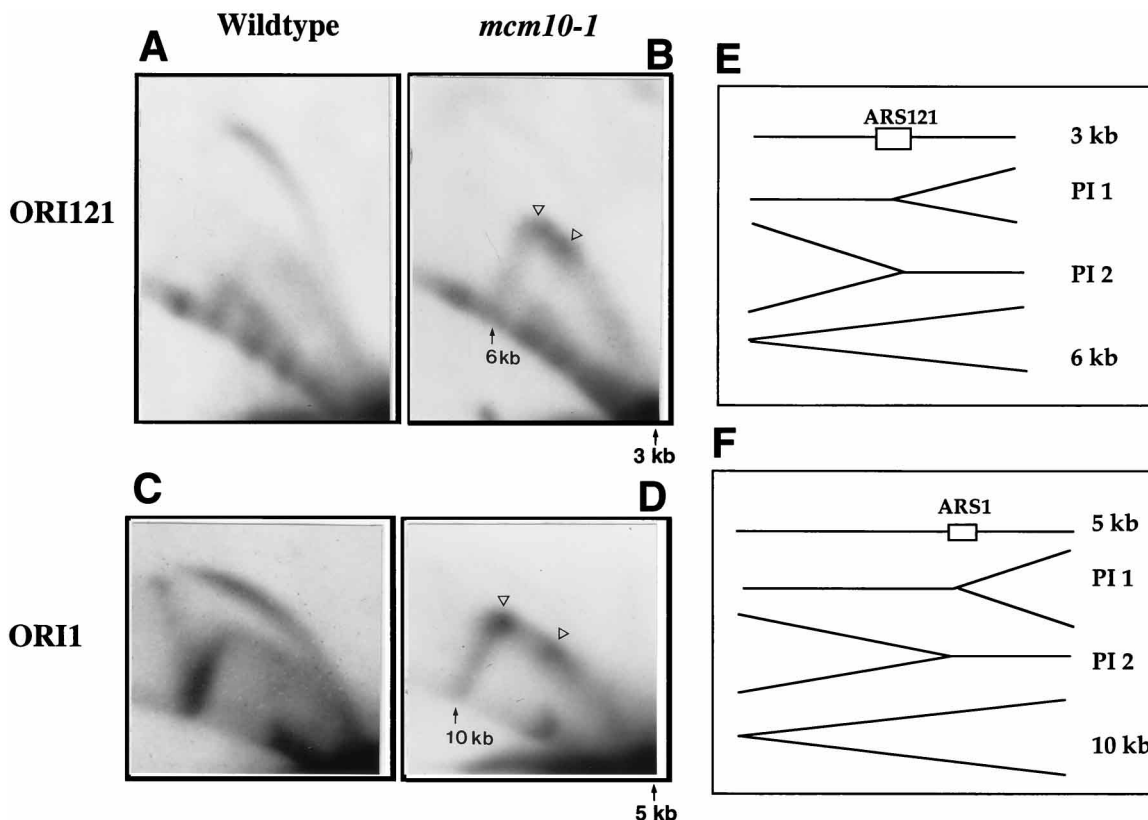 Wildtype
mcm10-1
A
B
ORI121
6 kb
3 kb
C
D
ORI1
10 kb
5 kb
E
ARS121
3 kb
PI 1
PI 2
6 kb
F
ARS1
5 kb
PI 1
PI 2
10 kb